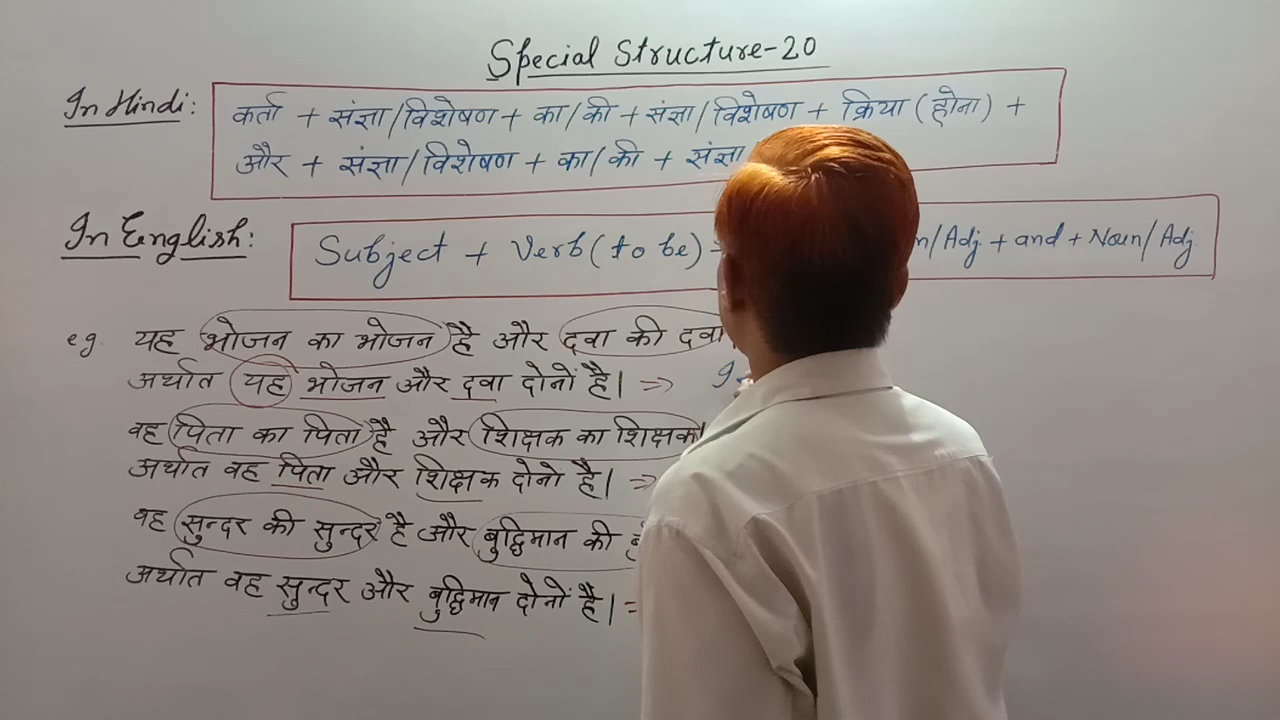 Special Structure-20
In Hindi: कर्ता + संज्ञा/विशेषण + का/की + संज्ञा/विशेषण + क्रिया (होना) +
और + संज्ञा/विशेषण + का/की + संज्ञा
In English: Subject + Verb (to be) /Adj + and + Noun/Adj
eg. यह भोजन का भोजन है और दवा की दवा
अर्थात यह भोजन और दवा दोनों है। =>
वह पिता का पिता है और शिक्षक का शिक्षक।
अर्थात वह पिता और शिक्षक दोनों है। =>
वह सुन्दर की सुन्दर है और बुद्धिमान की
अर्थात वह सुन्दर और बुद्धिमान दोनों है। =